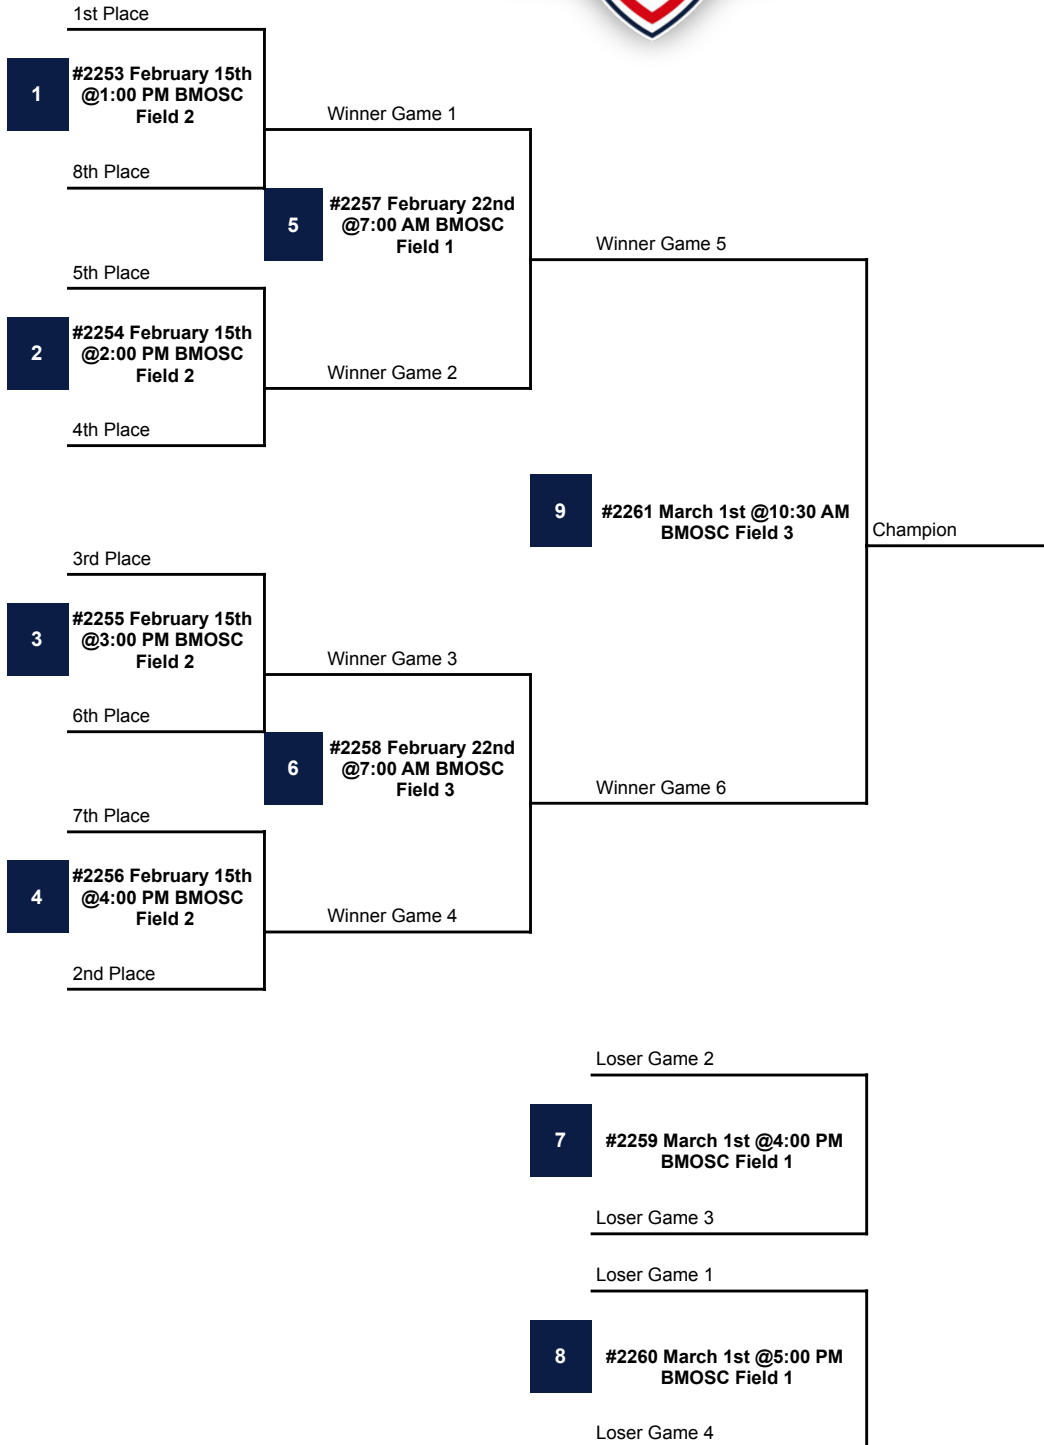 1st Place
1
#2253 February 15th
@1:00 PM BMOSC
Field 2
Winner Game 1
8th Place
5
#2257 February 22nd
@7:00 AM BMOSC
Field 1
Winner Game 5
5th Place
2
#2254 February 15th
@2:00 PM BMOSC
Field 2
Winner Game 2
4th Place
9
#2261 March 1st @10:30 AM
BMOSC Field 3
Champion
3rd Place
3
#2255 February 15th
@3:00 PM BMOSC
Field 2
Winner Game 3
6th Place
6
#2258 February 22nd
@7:00 AM BMOSC
Field 3
Winner Game 6
7th Place
4
#2256 February 15th
@4:00 PM BMOSC
Field 2
Winner Game 4
2nd Place
Loser Game 2
7
#2259 March 1st @4:00 PM
BMOSC Field 1
Loser Game 3
Loser Game 1
8
#2260 March 1st @5:00 PM
BMOSC Field 1
Loser Game 4